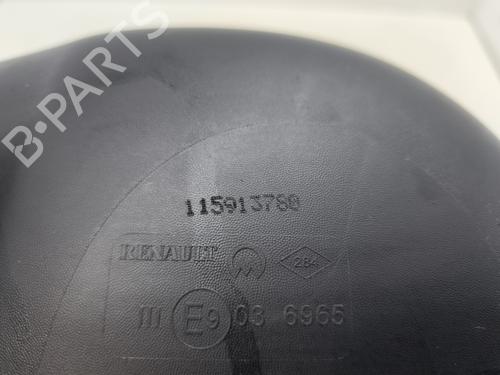 B-PARTS
115913780
RENAULT 284
III E9 03 6965